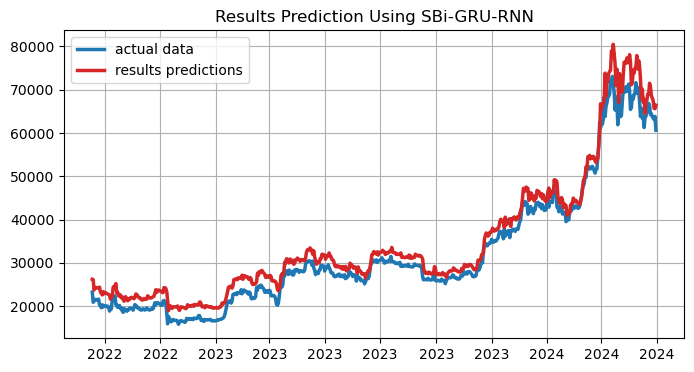 Results Prediction Using SBi-GRU-RNN
actual data
results predictions
80000
70000
60000
50000
40000
30000
20000
2022 2022 2023 2023 2023 2023 2023 2023 2024 2024 2024